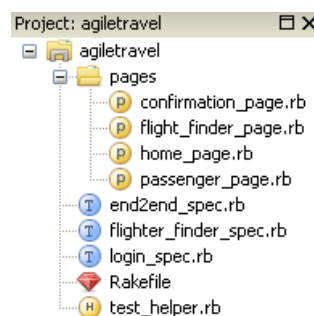 Project: agiletravel
agiletravel
pages
P confirmation_page.rb
P flight_finder_page.rb
P home_page.rb
P passenger_page.rb
T end2end_spec.rb
T flighter_finder_spec.rb
T login_spec.rb
Rakefile
H test_helper.rb